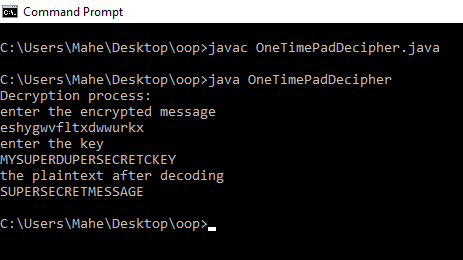 Command Prompt
C:\Users\Mahe\Desktop\oop>javac OneTimePadDecipher.java
C:\Users\Mahe\Desktop\oop>java OneTimePadDecipher
Decryption process:
enter the encrypted message
eshygwvfltxdwwurkx
enter the key
MYSUPERDUPERSECRETCKEY
the plaintext after decoding
SUPERSECRETMESSAGE
C:\Users\Mahe\Desktop\oop>